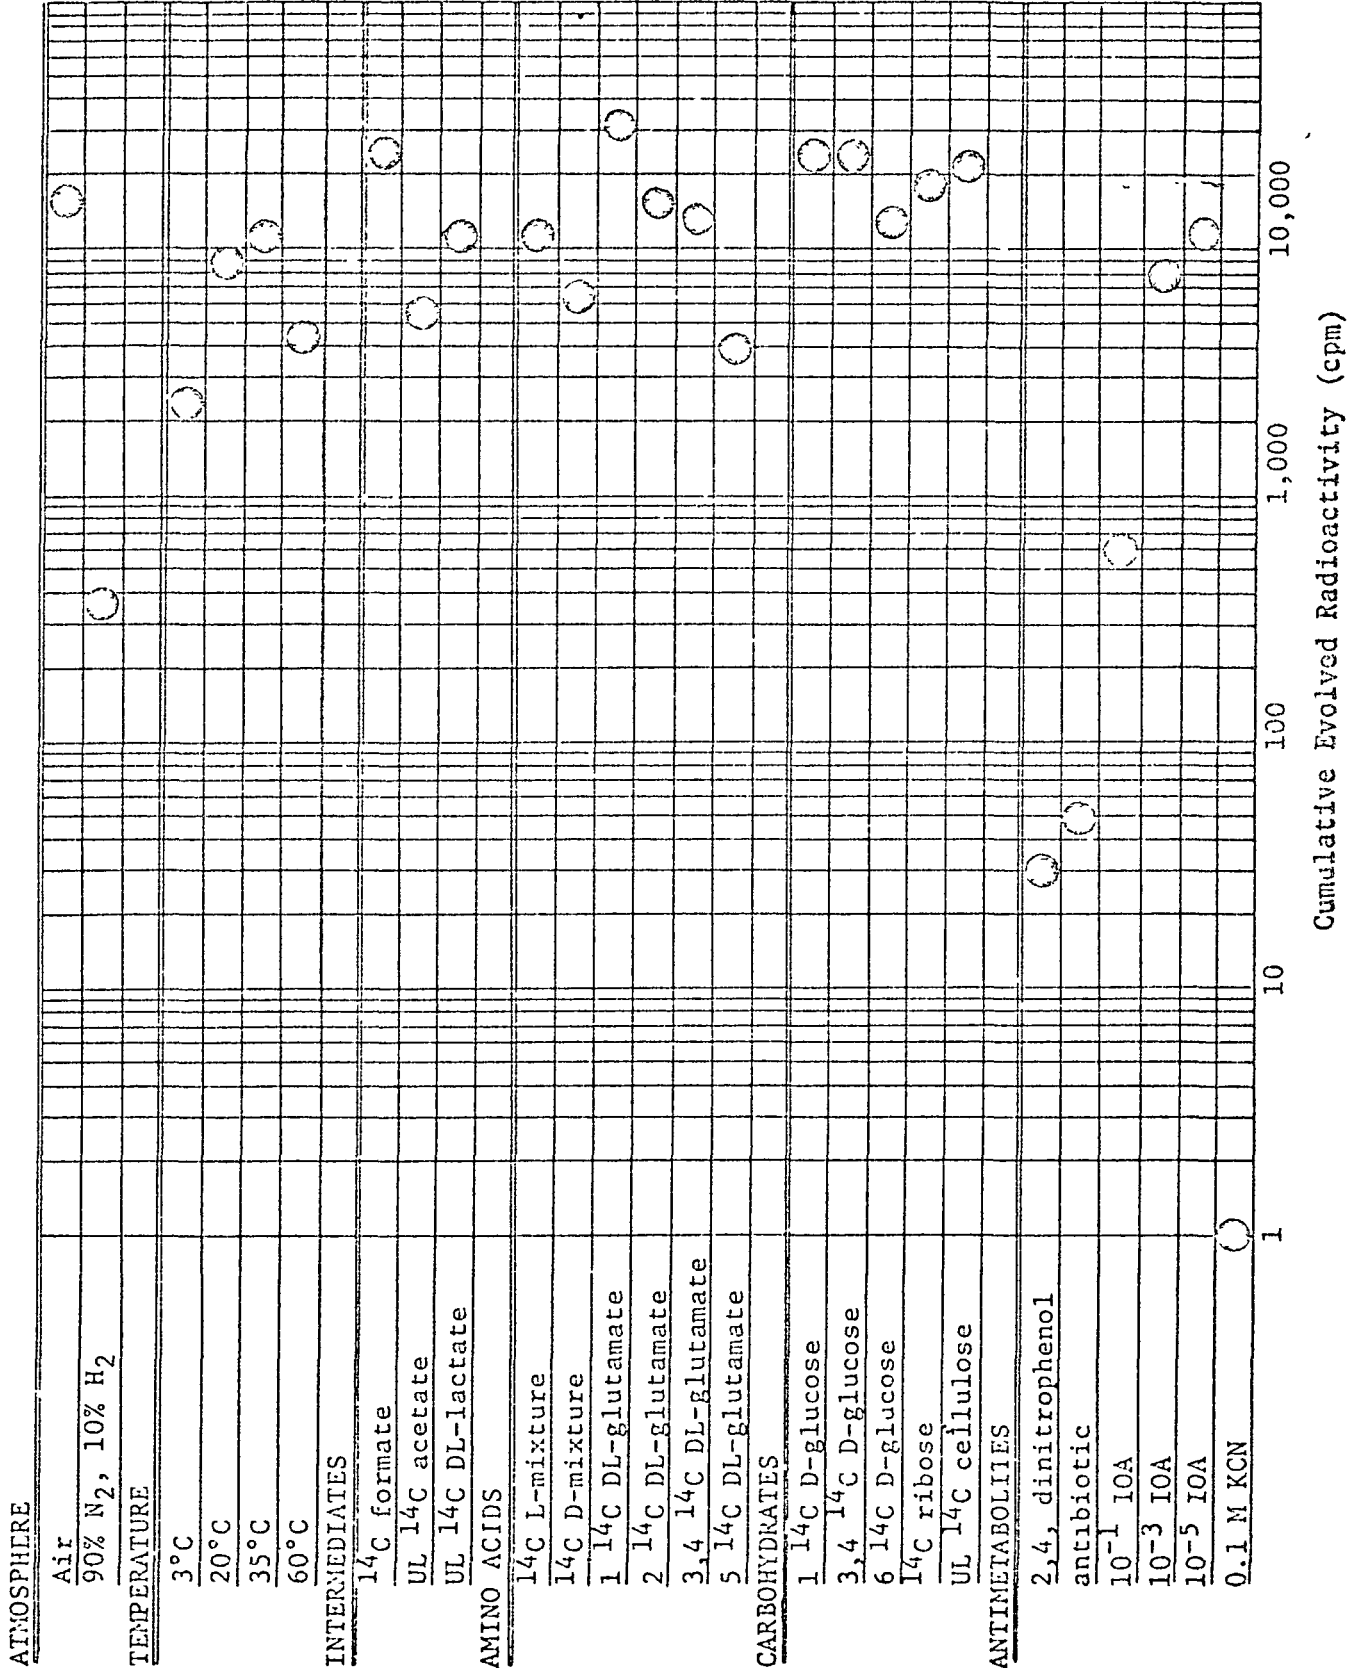 ATMOSPHERE
Air
90% N2, 10% H2
TEMPERATURE
3°C
20°C
35°C
60°C
INTERMEDIATES
14C formate
UL 14C acetate
UL 14C DL-lactate
AMINO ACIDS
14C L-mixture
14C D-mixture
1 14C DL-glutamate
2 14C DL-glutamate
3,4 14C DL-glutamate
5 14C DL-glutamate
CARBOHYDRATES
1 14C D-glucose
3,4 14C D-glucose
6 14C D-glucose
14C ribose
UL 14C cellulose
ANTIMETABOLITES
2,4, dinitrophenol
antibiotic
10-1 IOA
10-3 IOA
10-5 IOA
0.1 M KCN
1
10
100
1,000
10,000
Cumulative Evolved Radioactivity (cpm)